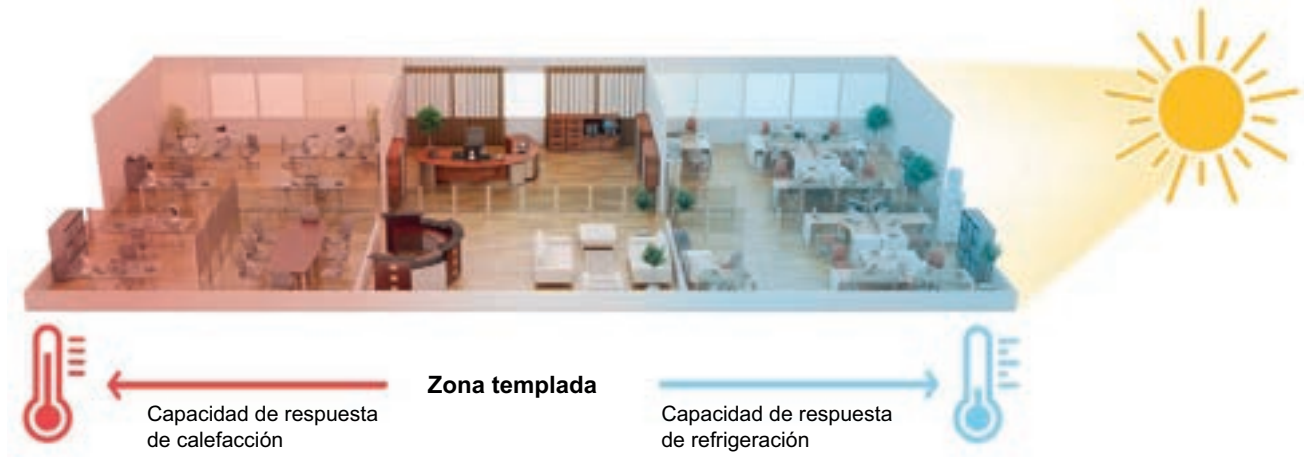 Zona templada
Capacidad de respuesta
de calefacción
Capacidad de respuesta
de refrigeración